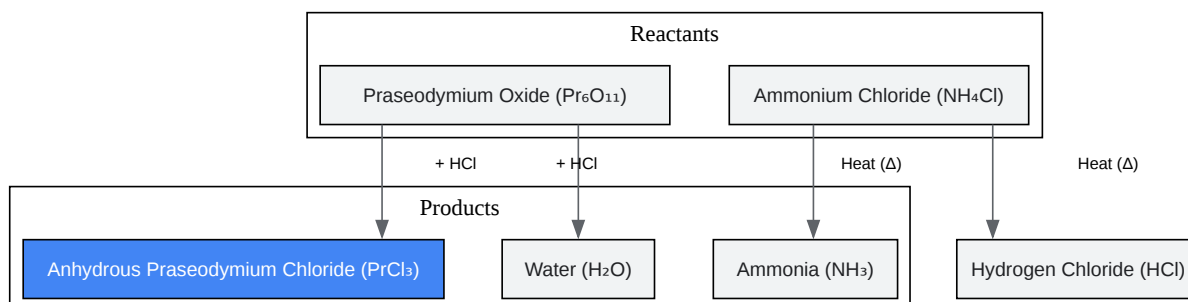 Reactants
Praseodymium Oxide (Pr₆O₁₁)
Ammonium Chloride (NH₄Cl)
+ HCl
+ HCl
Heat (Δ)
Heat (Δ)
Products
Anhydrous Praseodymium Chloride (PrCl₃)
Water (H₂O)
Ammonia (NH₃)
Hydrogen Chloride (HCl)